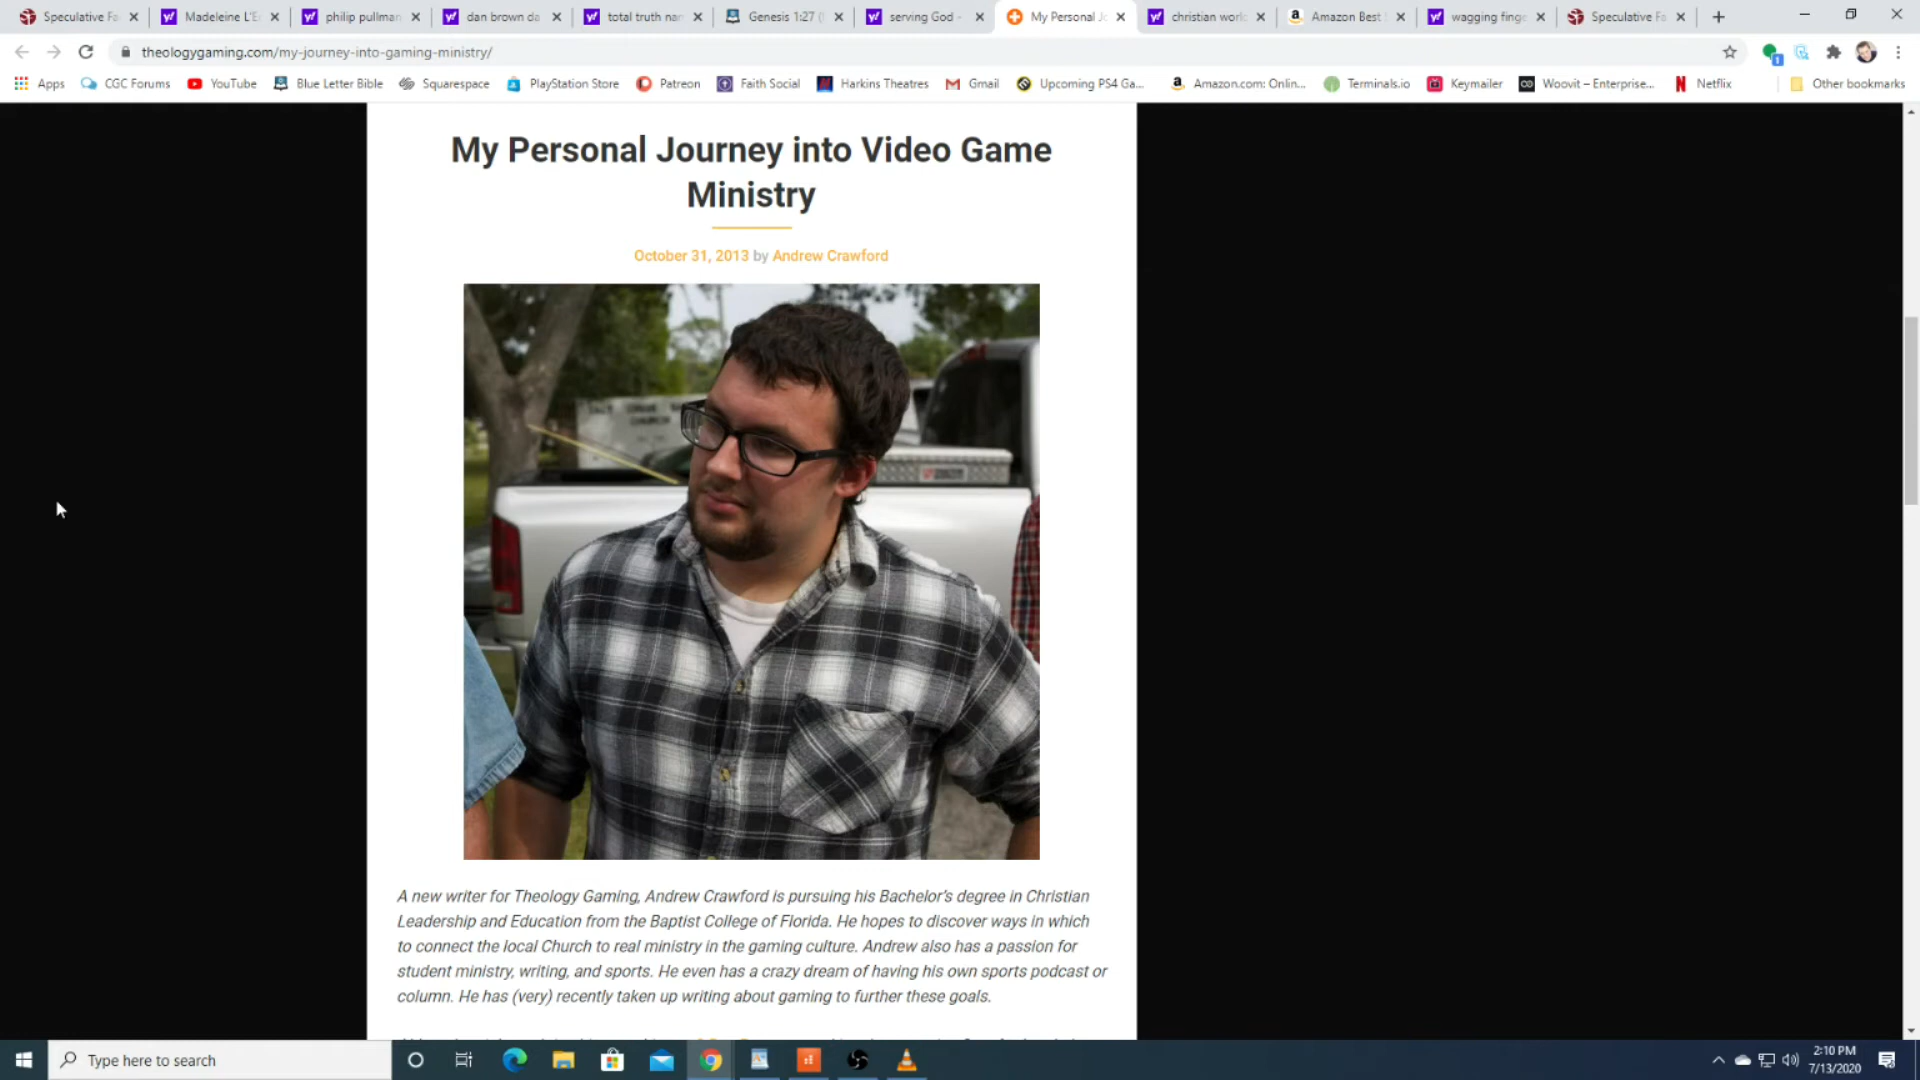 Speculative Fa
Madeleine L'E
philip pullman
dan brown da
total truth nan
Genesis 1:27 (
serving God -
My Personal Jo
christian worl
Amazon Best
wagging finge
Speculative Fa
theologygaming.com/my-journey-into-gaming-ministry/
Apps
CGC Forums
YouTube
Blue Letter Bible
Squarespace
PlayStation Store
Patreon
Faith Social
Harkins Theatres
Gmail
Upcoming PS4 Ga...
Amazon.com: Onlin...
Terminals.io
Keymailer
Woovit – Enterprise...
Netflix
Other bookmarks
My Personal Journey into Video Game
Ministry
October 31, 2013 by Andrew Crawford
CHURCH
A new writer for Theology Gaming, Andrew Crawford is pursuing his Bachelor's degree in Christian
Leadership and Education from the Baptist College of Florida. He hopes to discover ways in which
to connect the local Church to real ministry in the gaming culture. Andrew also has a passion for
student ministry, writing, and sports. He even has a crazy dream of having his own sports podcast or
column. He has (very) recently taken up writing about gaming to further these goals.
Type here to search
2:10 PM
7/13/2020